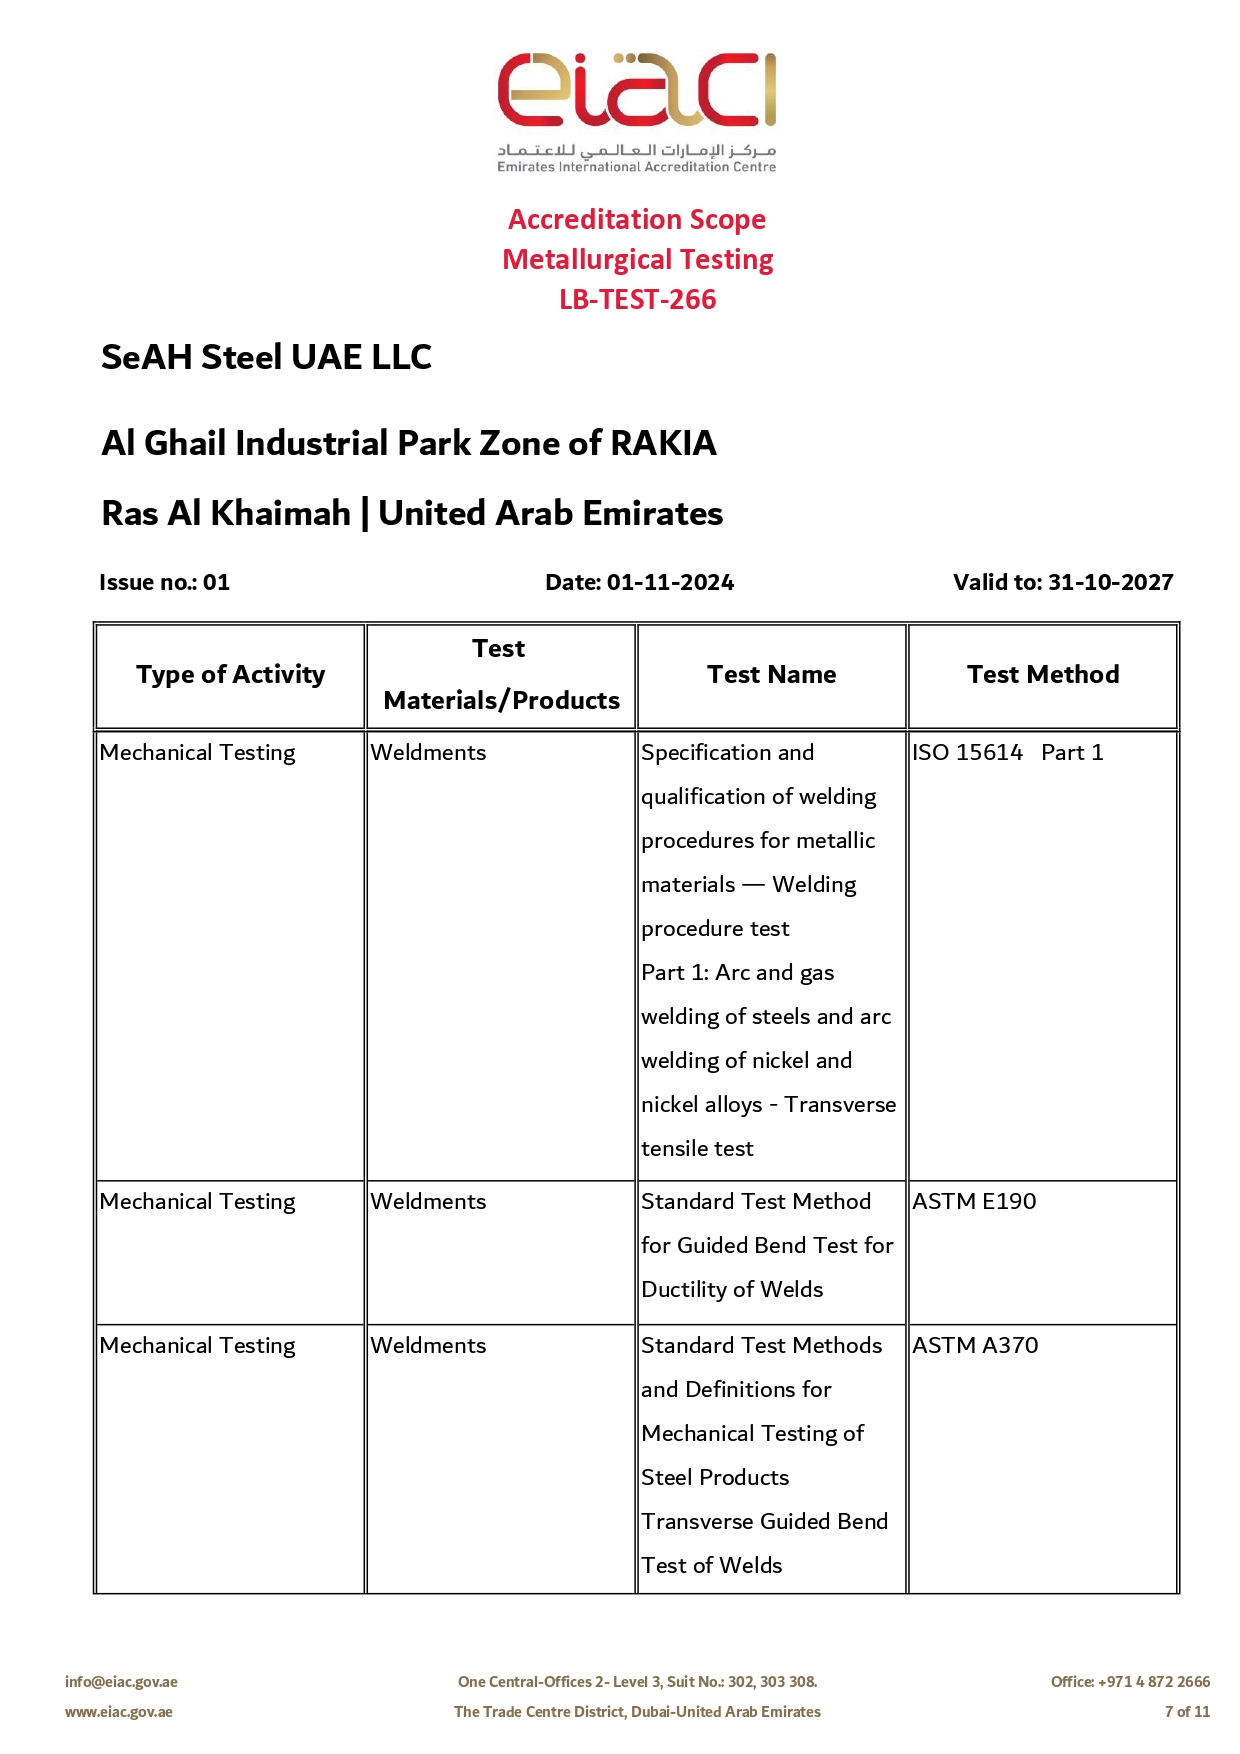 eiac
مركز الإمارات العالمي للاعتماد
Emirates International Accreditation Centre
Accreditation Scope
Metallurgical Testing
LB-TEST-266
SeAH Steel UAE LLC
Al Ghail Industrial Park Zone of RAKIA
Ras Al Khaimah | United Arab Emirates
Issue no.: 01 Date: 01-11-2024 Valid to: 31-10-2027
Type of Activity
Test
Materials/Products
Test Name
Test Method
Mechanical Testing
Weldments
Specification and
qualification of welding
procedures for metallic
materials — Welding
procedure test
Part 1: Arc and gas
welding of steels and arc
welding of nickel and
nickel alloys - Transverse
tensile test
ISO 15614 Part 1
Mechanical Testing
Weldments
Standard Test Method
for Guided Bend Test for
Ductility of Welds
ASTM E190
Mechanical Testing
Weldments
Standard Test Methods
and Definitions for
Mechanical Testing of
Steel Products
Transverse Guided Bend
Test of Welds
ASTM A370
info@eiac.gov.ae One Central-Offices 2- Level 3, Suit No.: 302, 303 308. Office: +971 4 872 2666
www.eiac.gov.ae The Trade Centre District, Dubai-United Arab Emirates 7 of 11